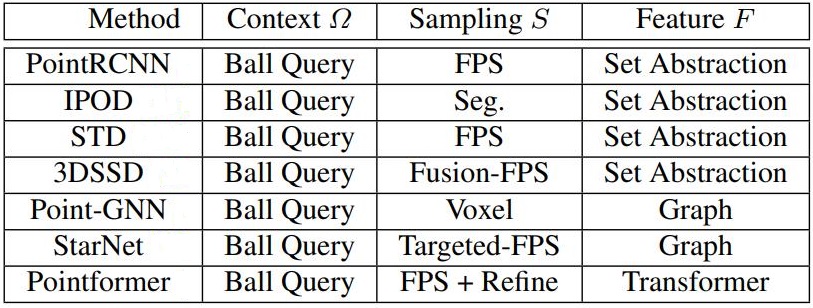 Method Context Ω Sampling S Feature F
PointRCNN Ball Query FPS Set Abstraction
IPOD Ball Query Seg. Set Abstraction
STD Ball Query FPS Set Abstraction
3DSSD Ball Query Fusion-FPS Set Abstraction
Point-GNN Ball Query Voxel Graph
StarNet Ball Query Targeted-FPS Graph
Pointformer Ball Query FPS + Refine Transformer